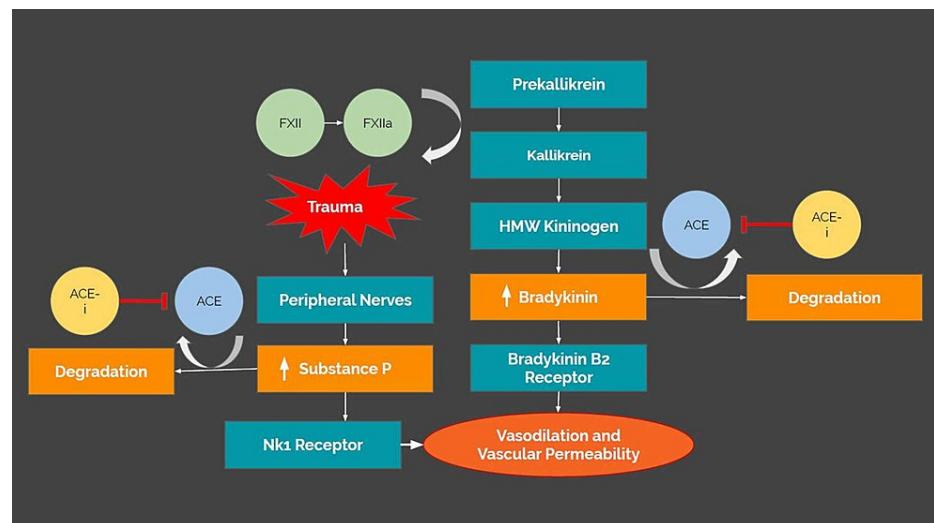 Prekallikrein
FXII
FXIIa
Kallikrein
Trauma
HMW Kininogen
ACE
ACE-
i
ACE-
i
ACE
Peripheral Nerves
Bradykinin
Degradation
Degradation
Substance P
Bradykinin B2
Receptor
Nk1 Receptor
Vasodilation and
Vascular Permeability